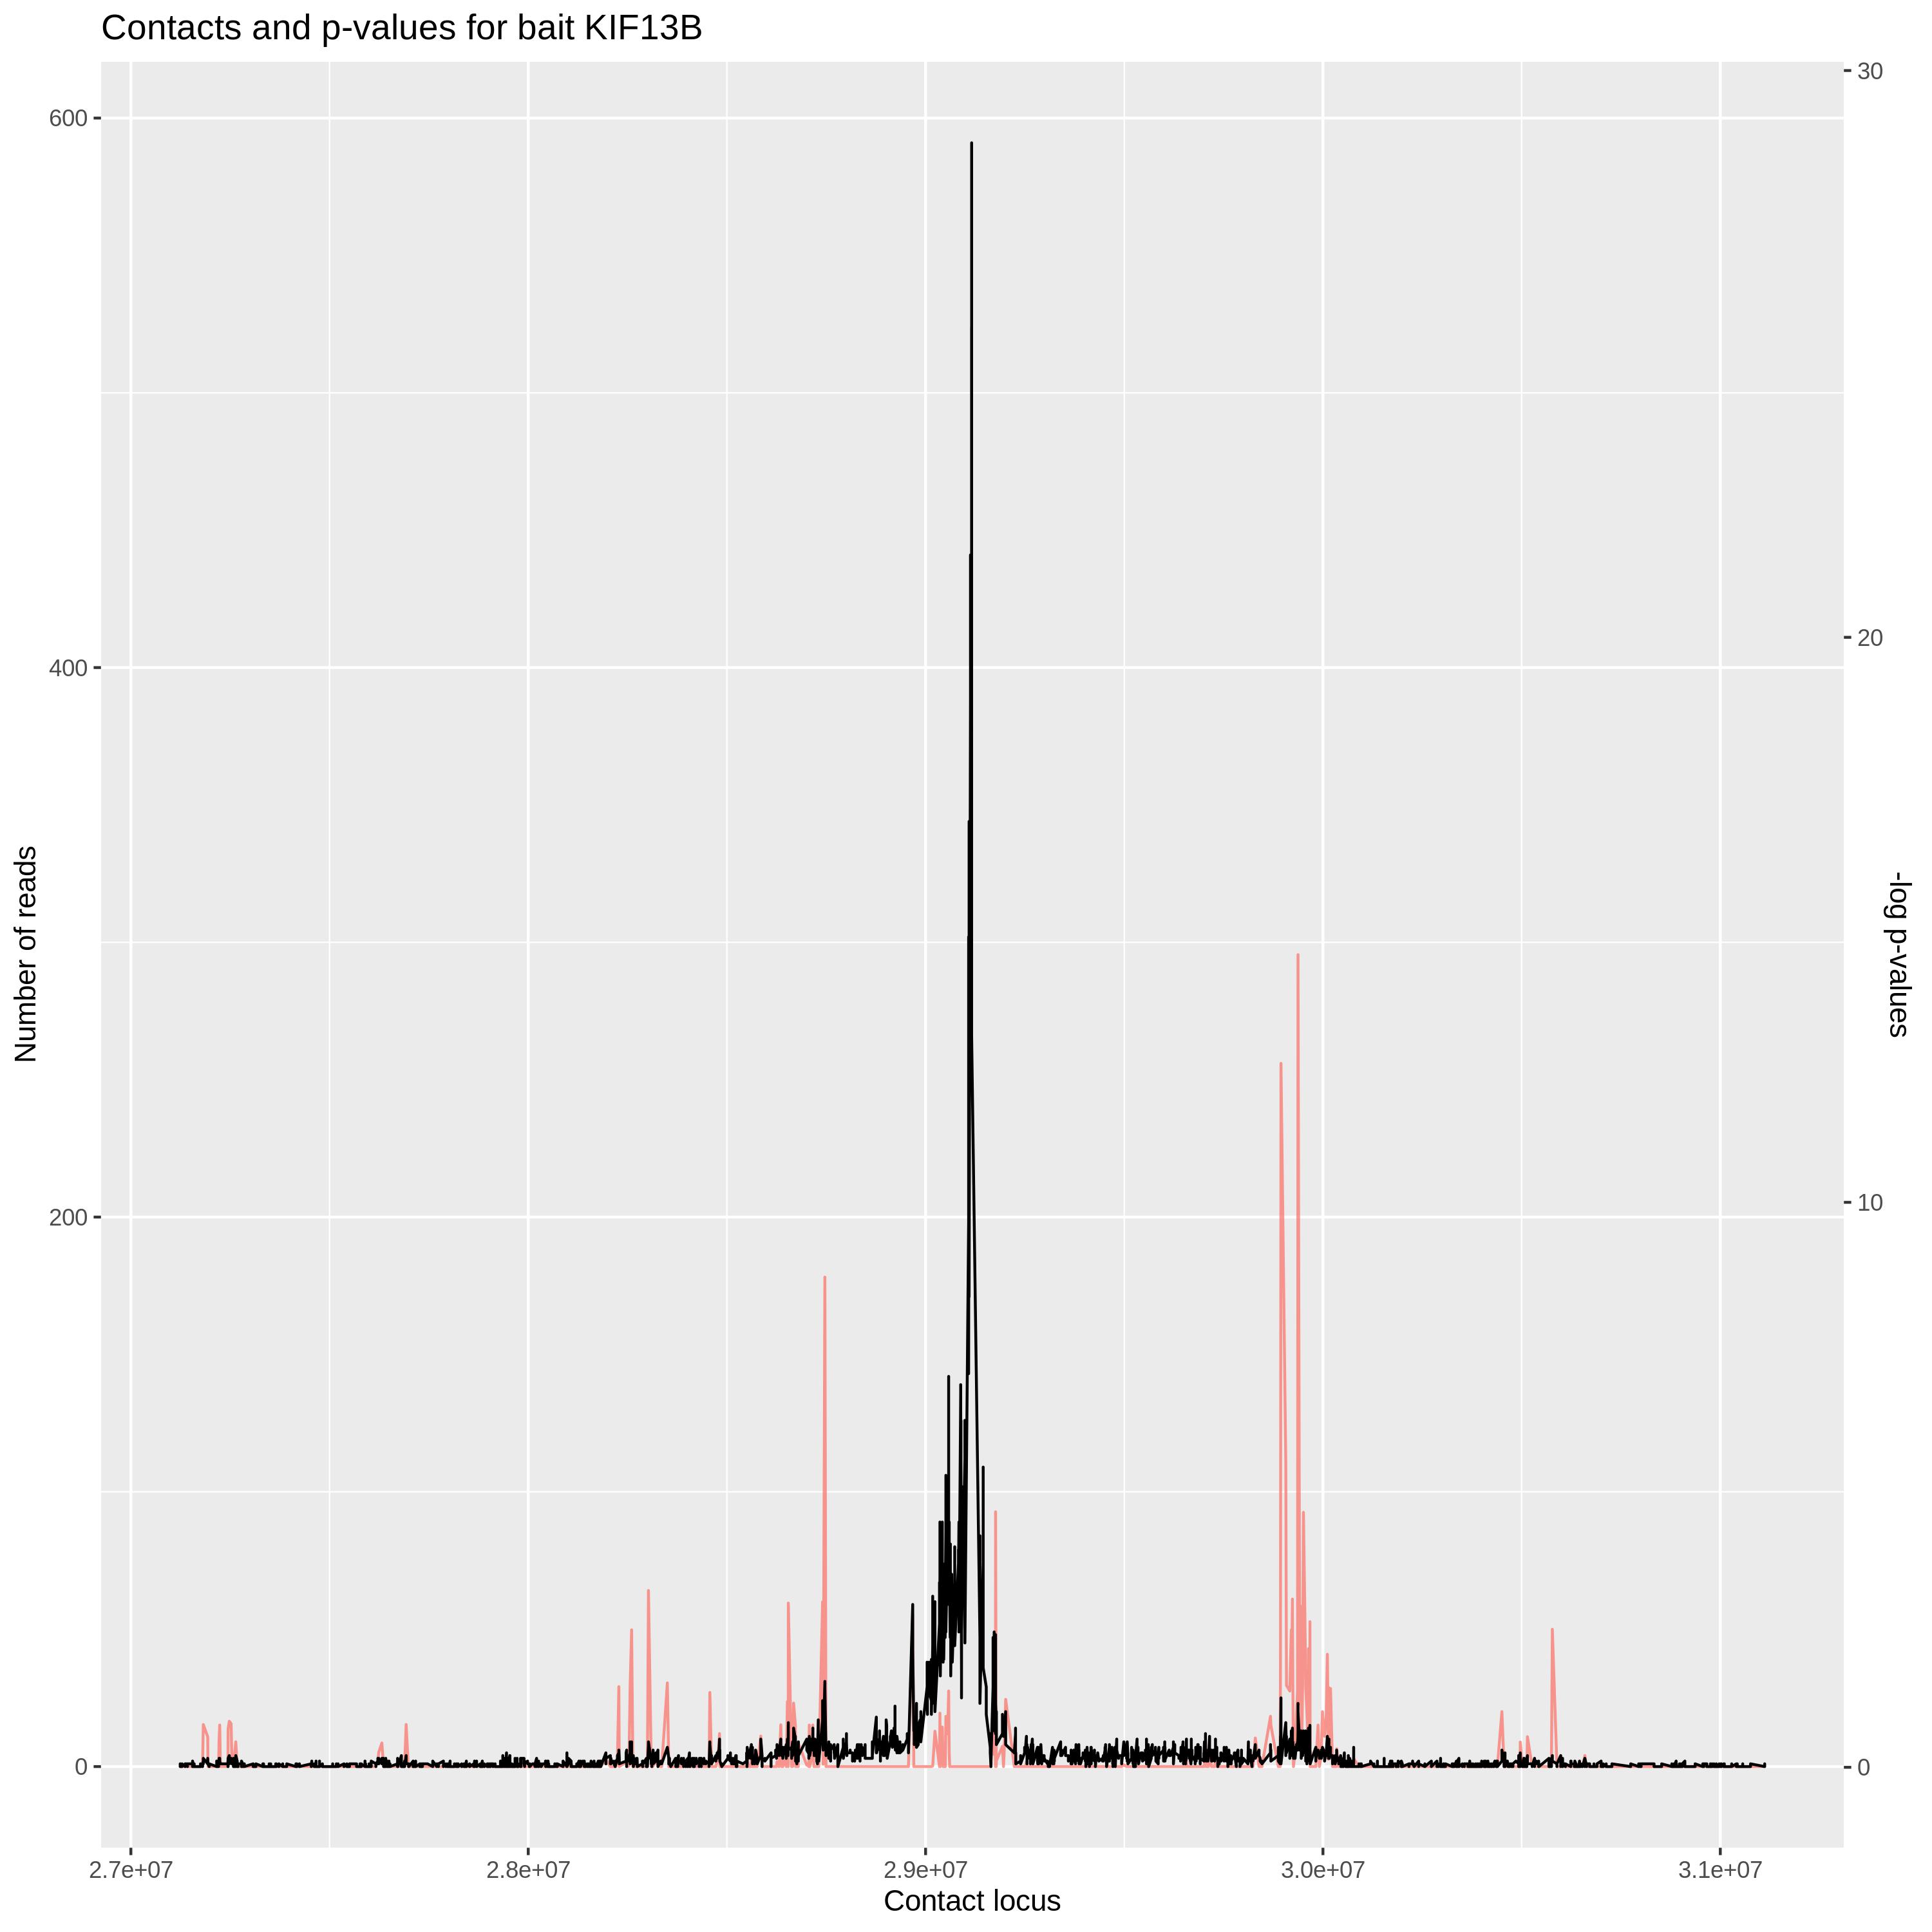 Contacts and p-values for bait KIF13B
600
400
200
0
Number of reads
30
20
10
0
-log p-values
2.7e+07
2.8e+07
2.9e+07
3.0e+07
3.1e+07
Contact locus